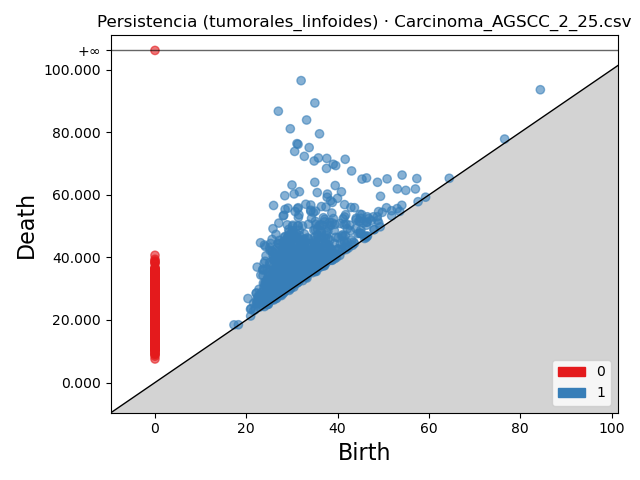 Persistencia (tumorales_linfoides) · Carcinoma_AGSCC_2_25.csv
+∞
100.000
80.000
60.000
40.000
20.000
0.000
Death
0 20 40 60 80 100
Birth
0
1